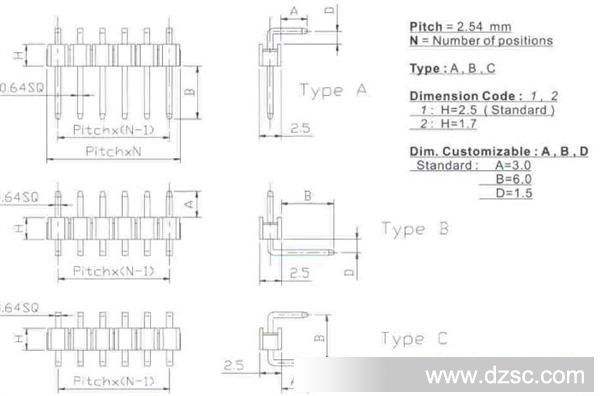 Pitch = 2.54 mm
N = Number of positions
Type : A, B, C
Dimension Code : 1, 2
1: H=2.5 (Standard)
2: H=1.7
Dim. Customizable : A, B, D
Standard: A=3.0
B=6.0
D=1.5
H
0.64SQ
B
Pitchx(N-1)
PitchxN
A
D
2.5
Type A
0.64SQ
A
H
Pitchx(N-1)
B
D
2.5
Type B
.64SQ
H
Pitchx(N-1)
B
2.5
A
Type C
www.dzsc.com